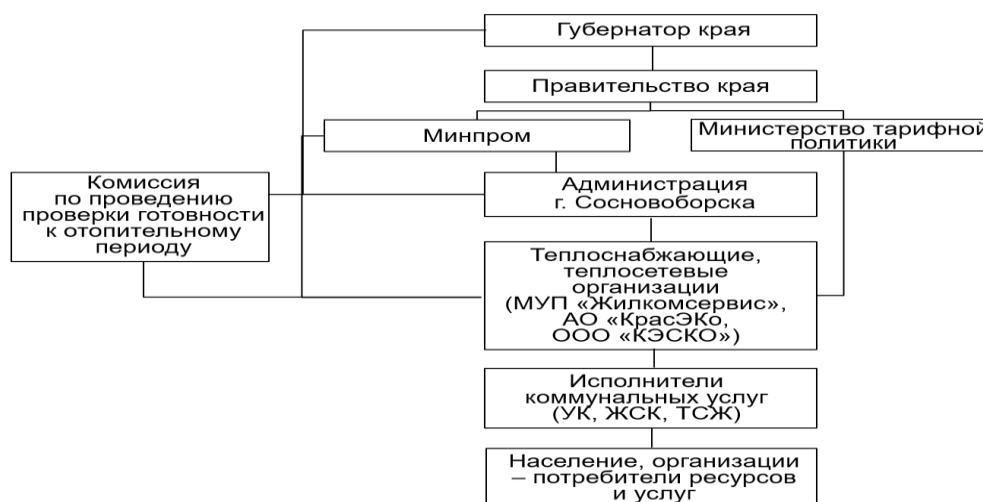 Губернатор края
Правительство края
Минпром
Министерство тарифной
политики
Комиссия
по проведению
проверки готовности
к отопительному
периоду
Администрация
г. Сосновоборска
Теплоснабжающие,
теплосетевые
организации
(МУП «Жилкомсервис»,
АО «КрасЭКо,
ООО «КЭСКО»)
Исполнители
коммунальных услуг
(УК, ЖСК, ТСЖ)
Население, организации
– потребители ресурсов
и услуг